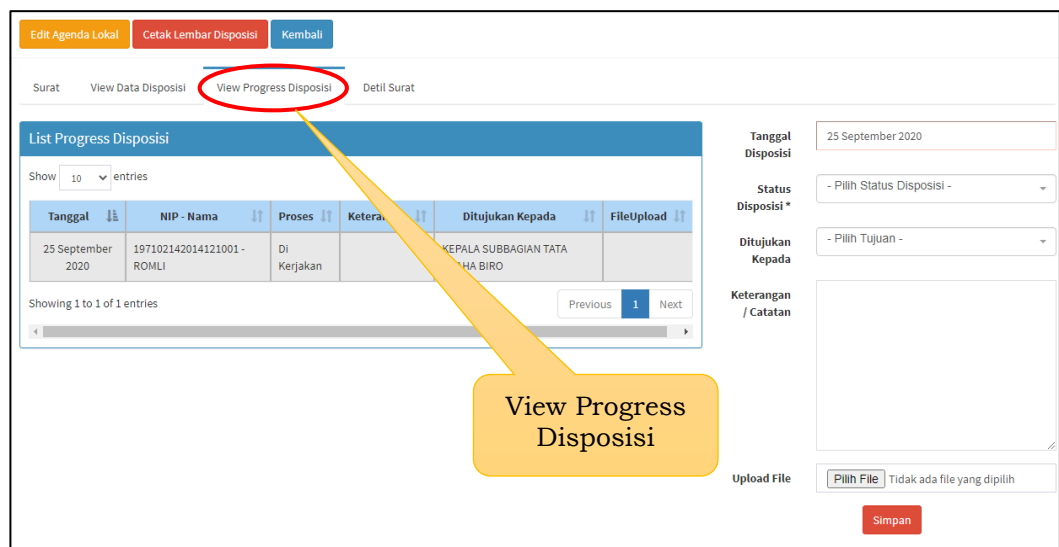 Edit Agenda Lokal Cetak Lembar Disposisi Kembali
Surat View Data Disposisi View Progress Disposisi Detil Surat
List Progress Disposisi
Show 10 entries
Tanggal NIP - Nama Proses Ditujukan Kepada FileUpload
25 September 197102142014121001 - Di KEPALA SUBBAGIAN TATA
2020 ROMLI Kerjakan BIRO
Showing 1 to 1 of 1 entries
Previous 1 Next
View Progress
Disposisi
Tanggal
Disposisi
25 September 2020
Status
Disposisi *
- Pilih Status Disposisi -
Ditujukan
Kepada
- Pilih Tujuan -
Keterangan
/ Catatan
Upload File
Pilih File Tidak ada file yang dipilih
Simpan